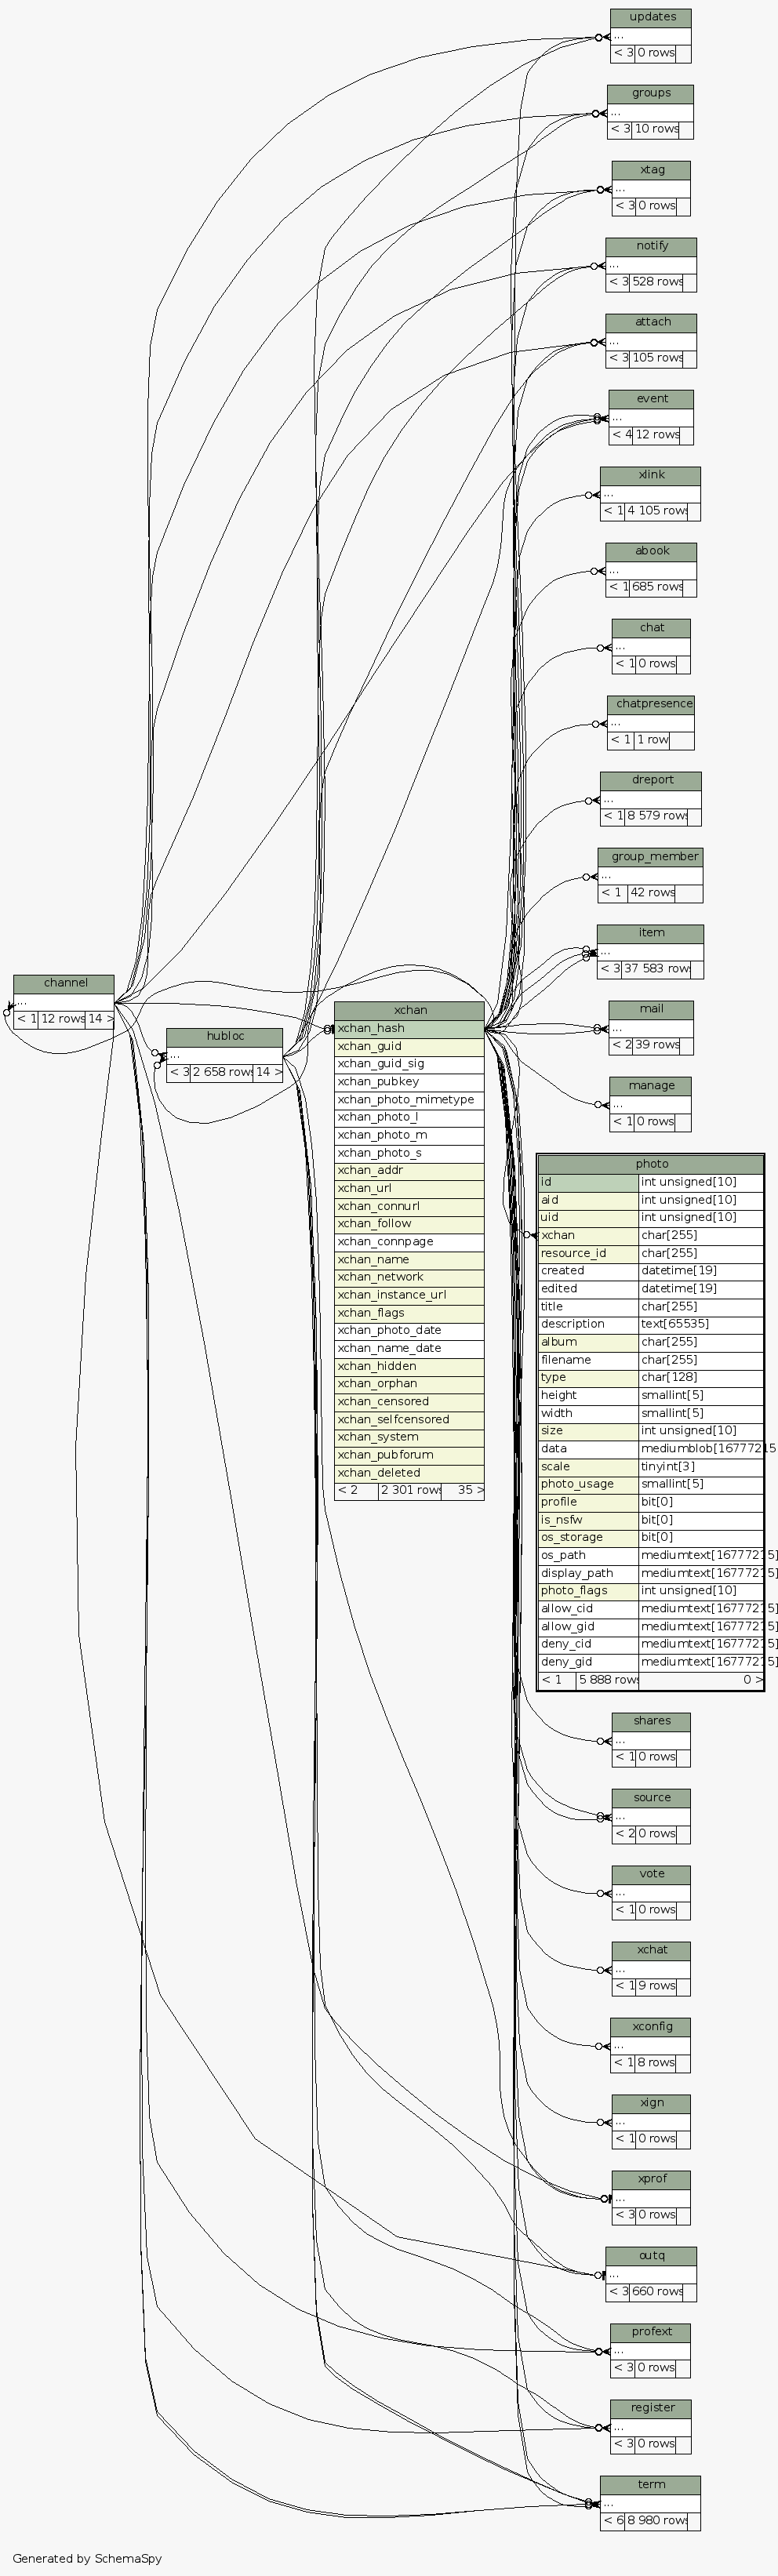 updates
...
< 3 0 rows
groups
...
< 3 10 rows
xtag
...
< 3 0 rows
notify
...
< 3 528 rows
attach
...
< 3 105 rows
event
...
< 4 12 rows
xlink
...
< 1 4 105 rows
abook
...
< 1 685 rows
chat
...
< 1 0 rows
chatpresence
...
< 1 1 row
dreport
...
< 1 8 579 rows
group_member
...
< 1 42 rows
item
...
< 3 37 583 rows
channel
...
< 1 12 rows 14 >
hubloc
...
< 3 2 658 rows 14 >
xchan
xchan_hash
xchan_guid
xchan_guid_sig
xchan_pubkey
xchan_photo_mimetype
xchan_photo_l
xchan_photo_m
xchan_photo_s
xchan_addr
xchan_url
xchan_connurl
xchan_follow
xchan_connpage
xchan_name
xchan_network
xchan_instance_url
xchan_flags
xchan_photo_date
xchan_name_date
xchan_hidden
xchan_orphan
xchan_censored
xchan_selfcensored
xchan_system
xchan_pubforum
xchan_deleted
< 2 2 301 rows 35 >
mail
...
< 2 39 rows
manage
...
< 1 0 rows
photo
id int unsigned[10]
aid int unsigned[10]
uid int unsigned[10]
xchan char[255]
resource_id char[255]
created datetime[19]
edited datetime[19]
title char[255]
description text[65535]
album char[255]
filename char[255]
type char[128]
height smallint[5]
width smallint[5]
size int unsigned[10]
data mediumblob[16777215
scale tinyint[3]
photo_usage smallint[5]
profile bit[0]
is_nsfw bit[0]
os_storage bit[0]
os_path mediumtext[16777215]
display_path mediumtext[16777215]
photo_flags int unsigned[10]
allow_cid mediumtext[16777215]
allow_gid mediumtext[16777215]
deny_cid mediumtext[16777215]
deny_gid mediumtext[16777215]
< 1 5 888 rows 0 >
shares
...
< 1 0 rows
source
...
< 2 0 rows
vote
...
< 1 0 rows
xchat
...
< 1 9 rows
xconfig
...
< 1 8 rows
xign
...
< 1 0 rows
xprof
...
< 3 0 rows
outq
...
< 3 660 rows
profext
...
< 3 0 rows
register
...
< 3 0 rows
term
...
< 6 8 980 rows
Generated by SchemaSpy